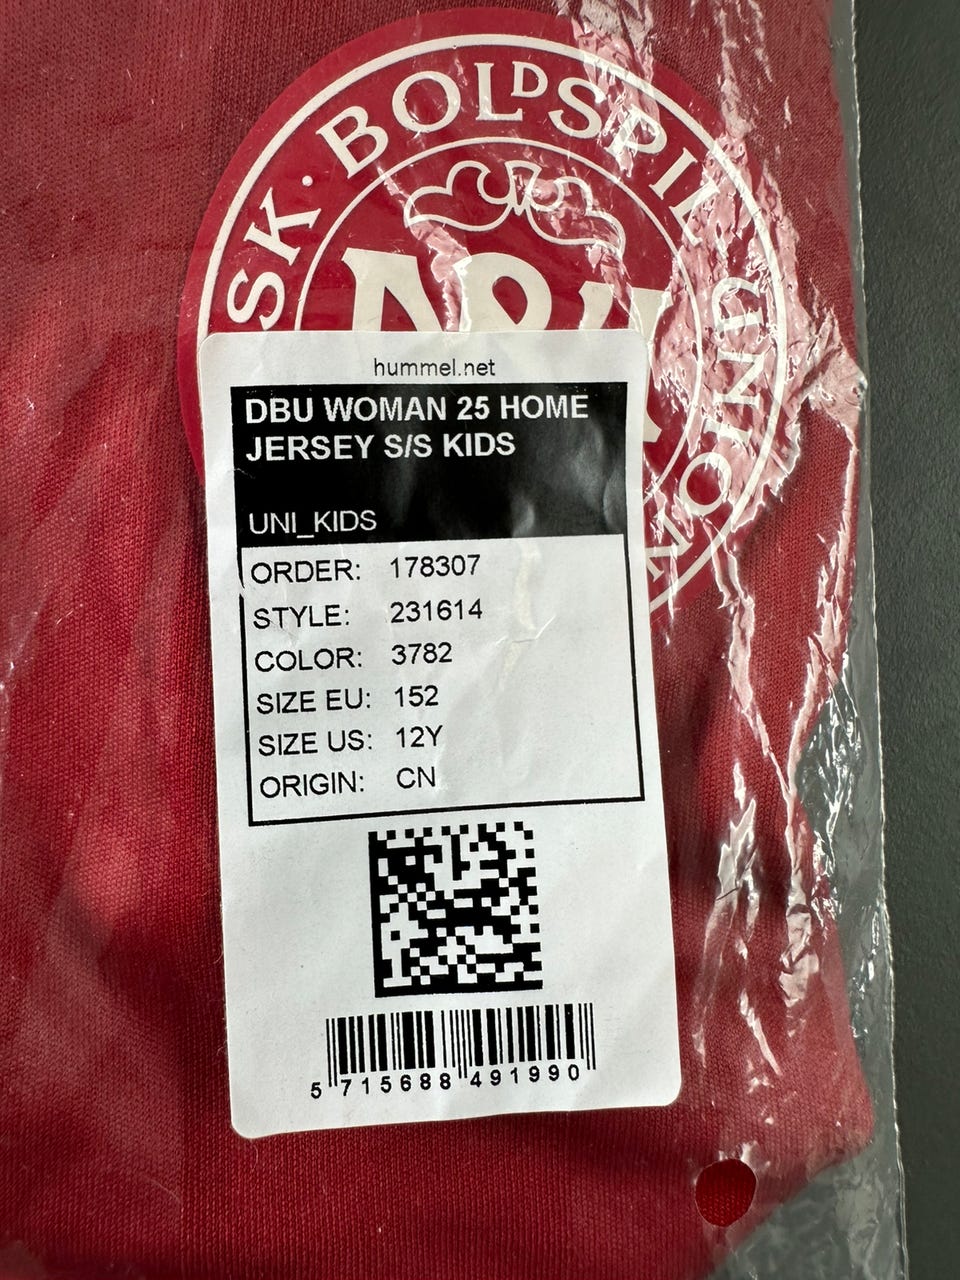 SK · BOLDSPIL UNION
hummel.net
DBU WOMAN 25 HOME
JERSEY S/S KIDS
UNI_KIDS
ORDER: 178307
STYLE: 231614
COLOR: 3782
SIZE EU: 152
SIZE US: 12Y
ORIGIN: CN
5 715688 491990